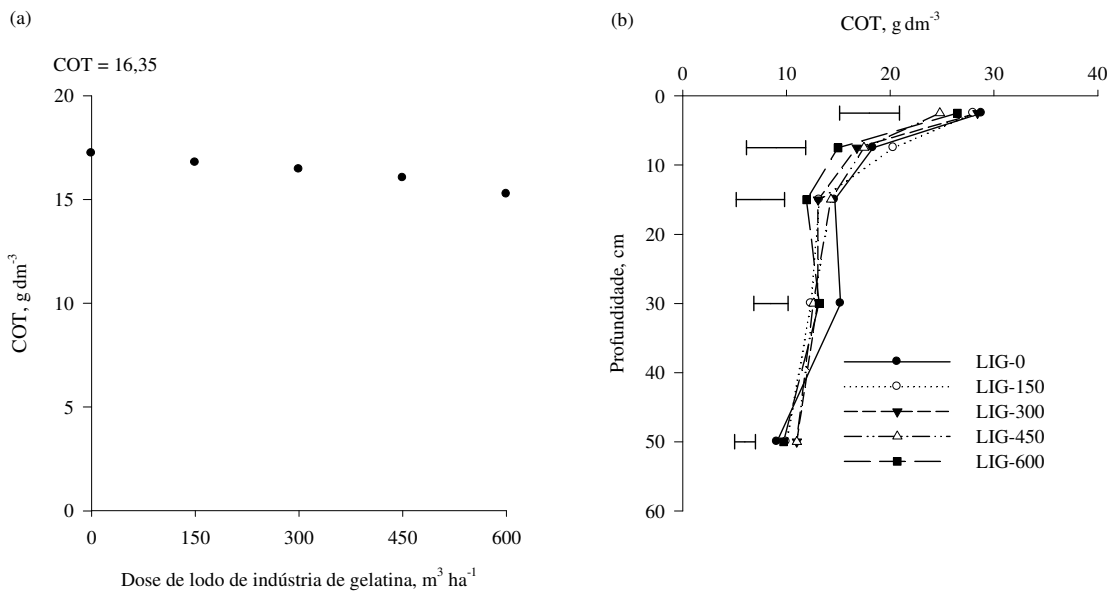 (a)
COT = 16,35
20
15
10
5
0
COT, g dm⁻³
0 150 300 450 600
Dose de lodo de indústria de gelatina, m³ ha⁻¹
(b)
COT, g dm⁻³
0 10 20 30 40
0
10
20
30
40
50
60
Profundidade, cm
LIG-0
LIG-150
LIG-300
LIG-450
LIG-600